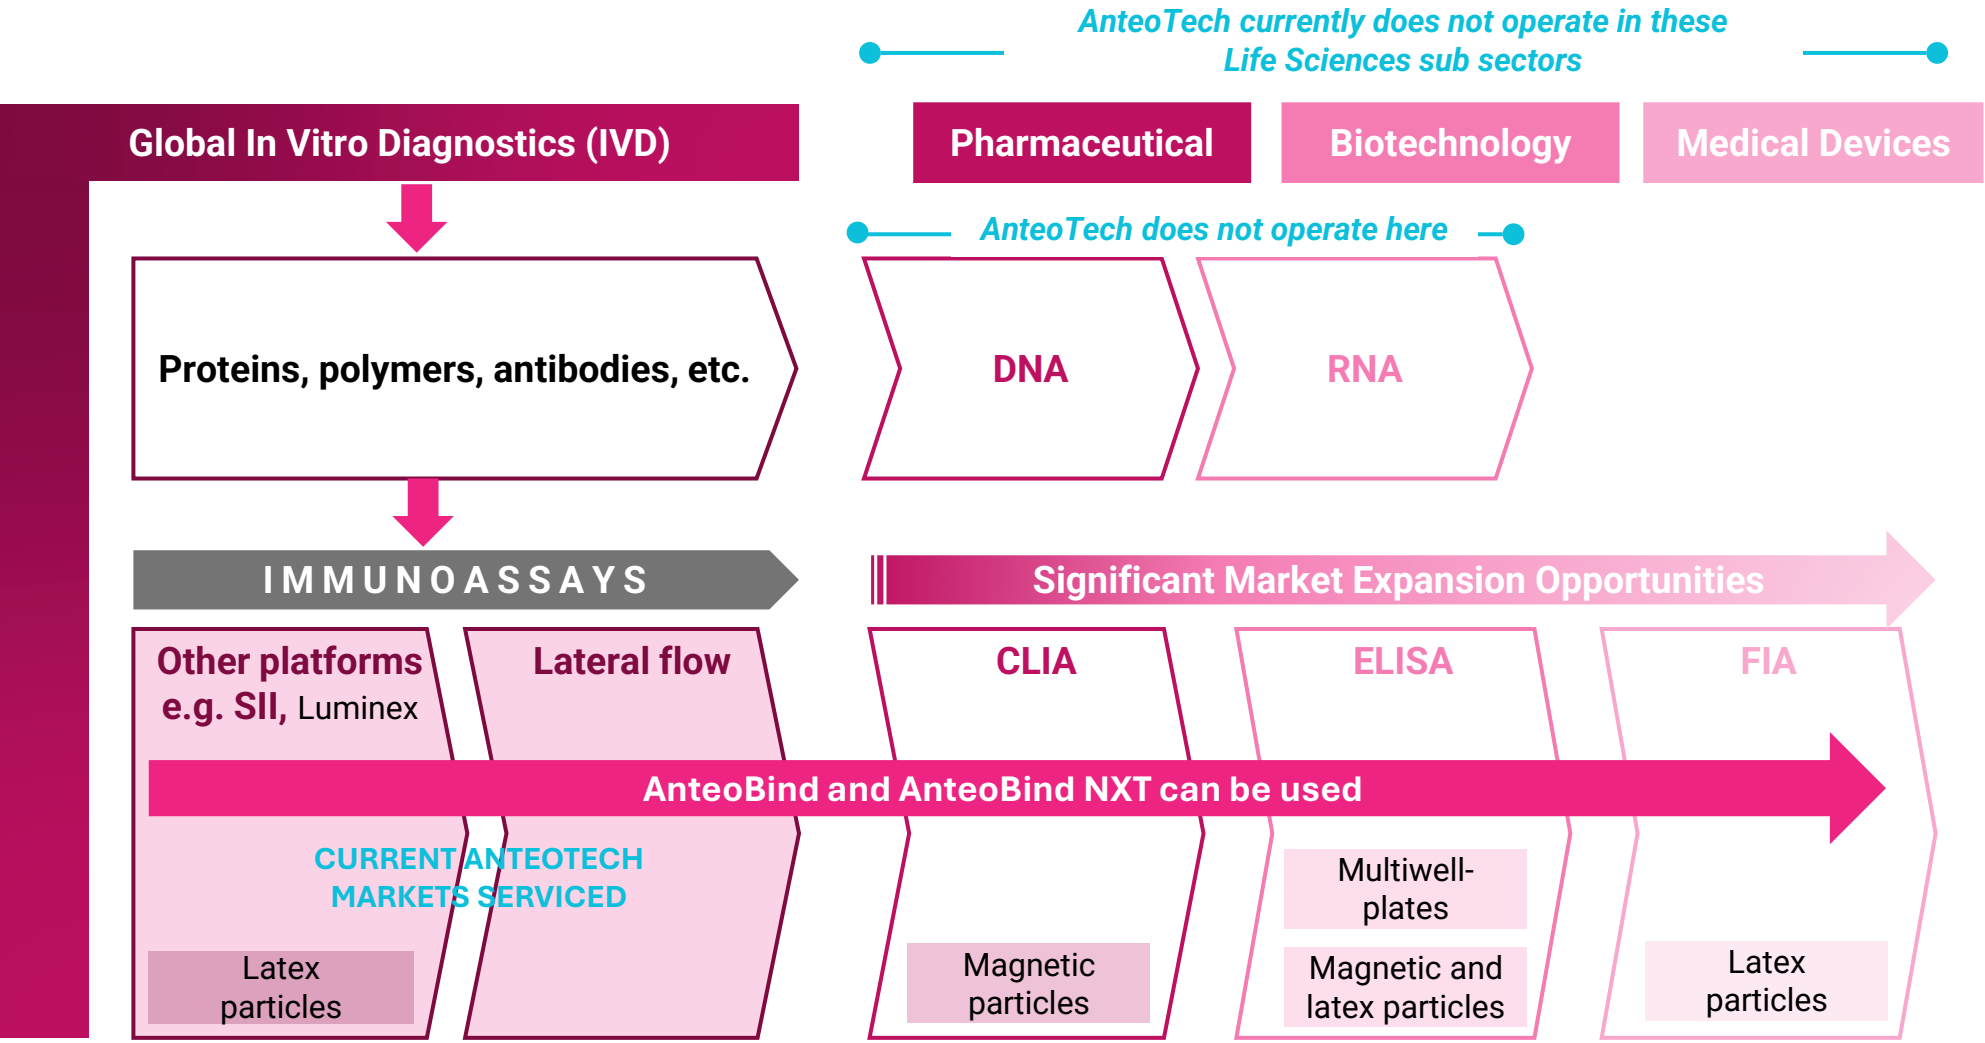 AnteoTech currently does not operate in these
Life Sciences sub sectors
Global In Vitro Diagnostics (IVD)
Pharmaceutical
Biotechnology
Medical Devices
AnteoTech does not operate here
Proteins, polymers, antibodies, etc.
DNA
RNA
IMMUNOASSAYS
Significant Market Expansion Opportunities
Other platforms
e.g. SII, Luminex
Lateral flow
CLIA
ELISA
FIA
AnteoBind and AnteoBind NXT can be used
CURRENT ANTEOTECH
MARKETS SERVICED
Latex
particles
Magnetic
particles
Multiwell-
plates
Magnetic and
latex particles
Latex
particles